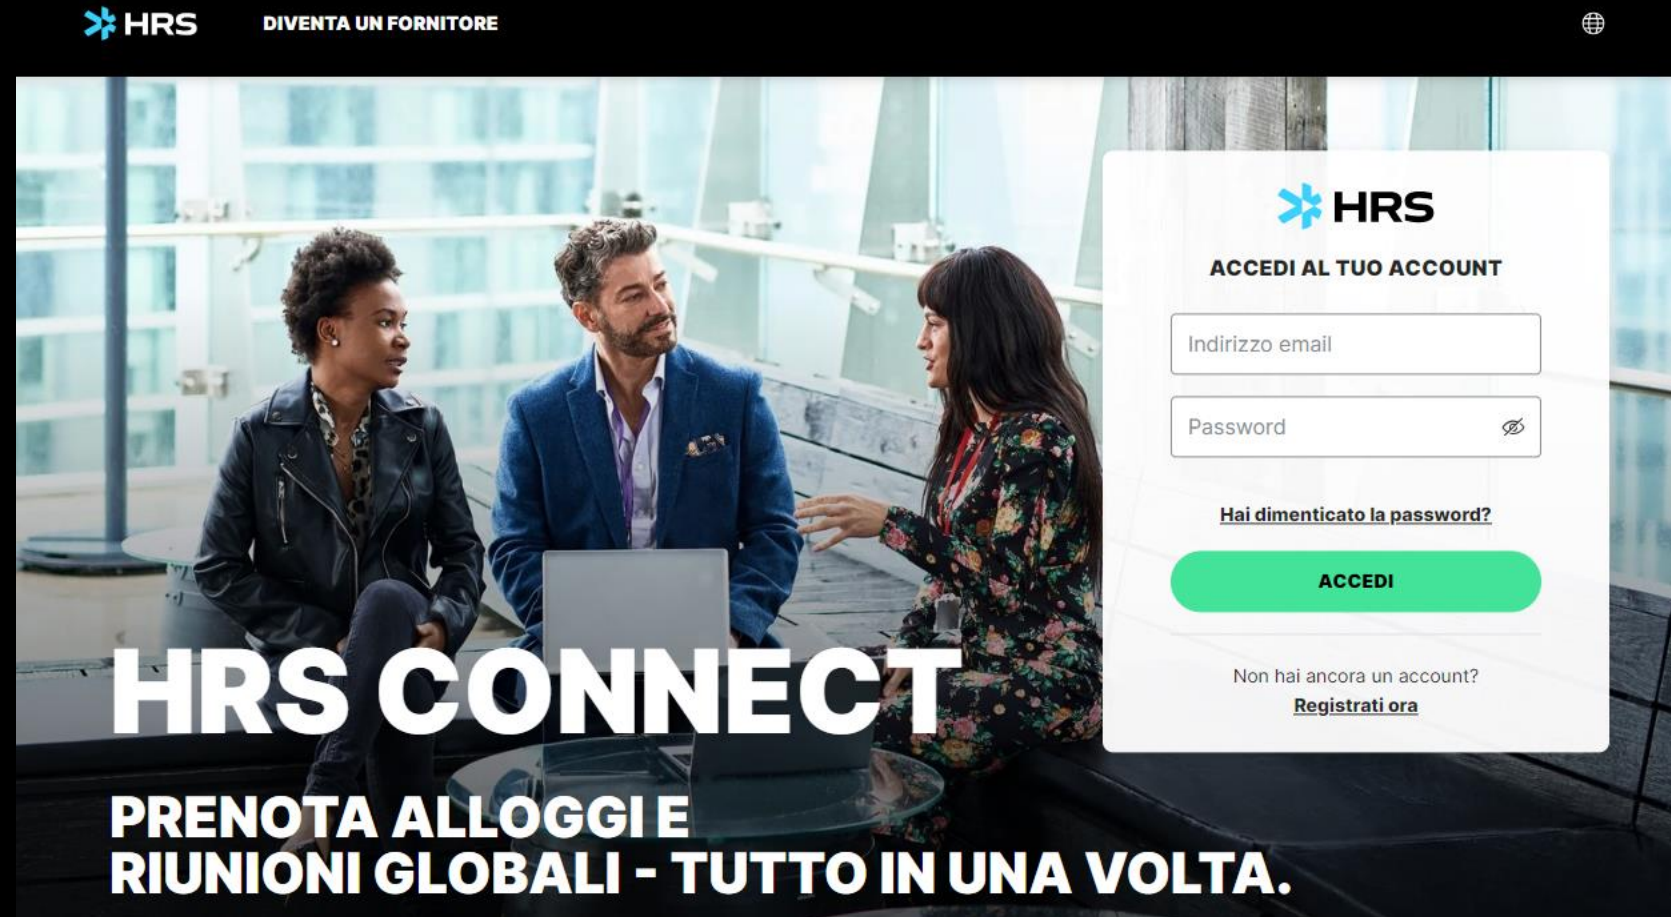 HRS
DIVENTA UN FORNITORE
HRS
ACCEDI AL TUO ACCOUNT
Indirizzo email
Password
Hai dimenticato la password?
ACCEDI
Non hai ancora un account?
Registrati ora
HRS CONNECT
PRENOTA ALLOGGI E
RIUNIONI GLOBALI - TUTTO IN UNA VOLTA.